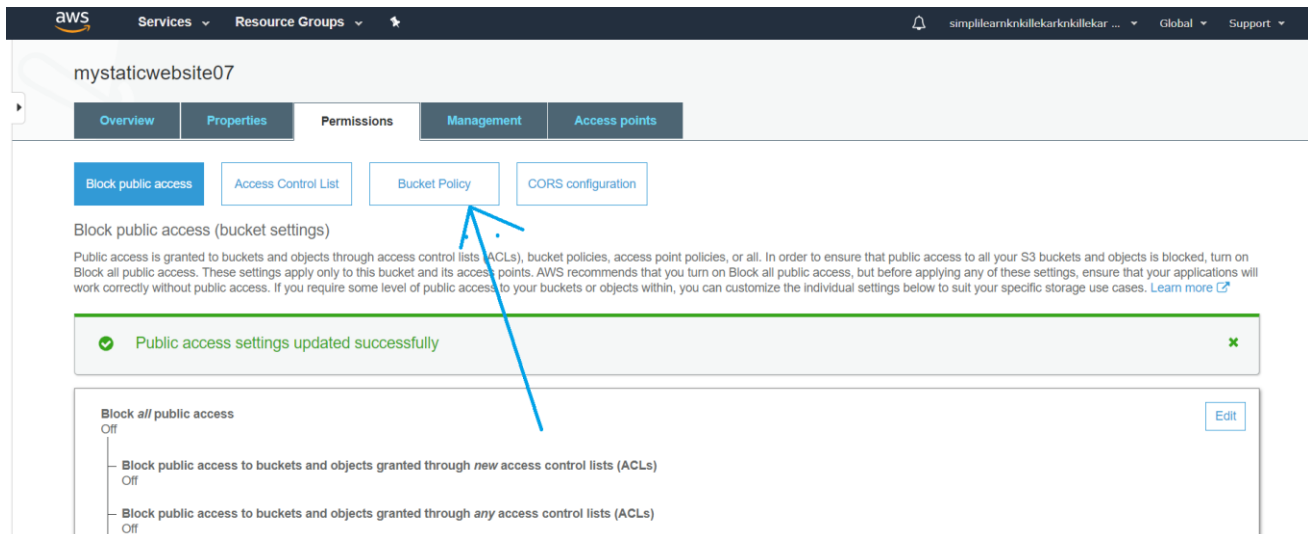 aws Services Resource Groups simplilearnknkillekarknkillekar ... Global Support
mystaticwebsite07
Overview Properties Permissions Management Access points
Block public access Access Control List Bucket Policy CORS configuration
Block public access (bucket settings)
Public access is granted to buckets and objects through access control lists (ACLs), bucket policies, access point policies, or all. In order to ensure that public access to all your S3 buckets and objects is blocked, turn on
Block all public access. These settings apply only to this bucket and its access points. AWS recommends that you turn on Block all public access, but before applying any of these settings, ensure that your applications will
work correctly without public access. If you require some level of public access to your buckets or objects within, you can customize the individual settings below to suit your specific storage use cases. Learn more
Public access settings updated successfully
Block all public access
Edit
Off
Block public access to buckets and objects granted through new access control lists (ACLs)
Off
Block public access to buckets and objects granted through any access control lists (ACLs)
Off